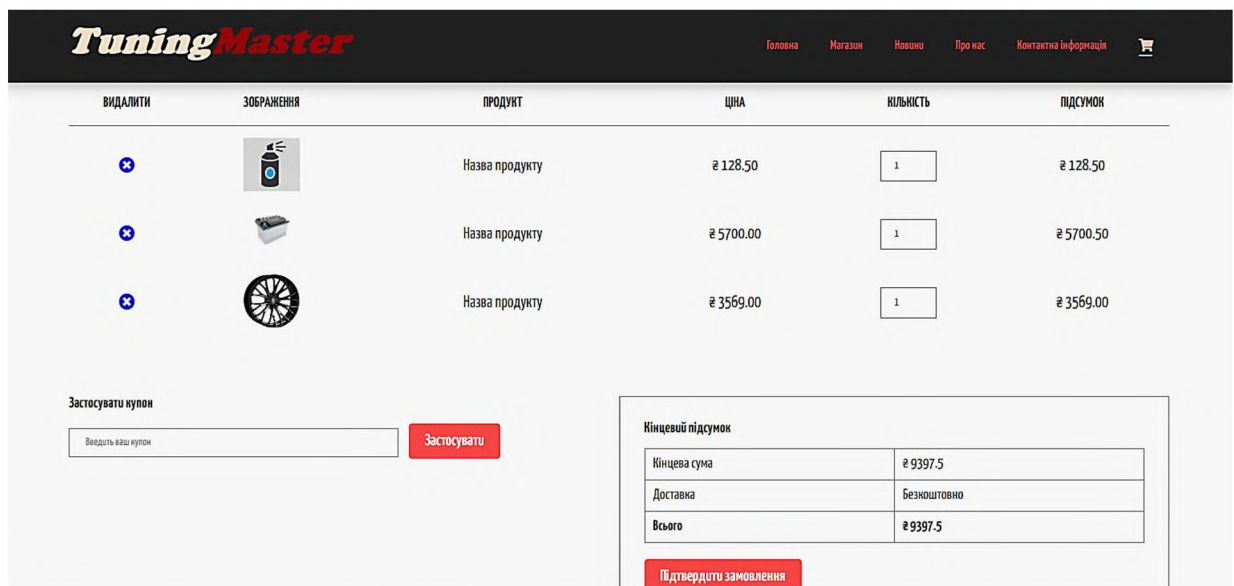 TuningMaster
Головна Магазин Новини Про нас Контактна інформація
ВИДАЛИТИ ЗОБРАЖЕННЯ ПРОДУКТ ЦІНА КІЛЬКІСТЬ ПІДСУМОК
Назва продукту ₴ 128.50 1 ₴ 128.50
Назва продукту ₴ 5700.00 1 ₴ 5700.50
Назва продукту ₴ 3569.00 1 ₴ 3569.00
Застосувати купон
Введить ваш купон Застосувати
Кінцевий підсумок
Кінцева сума ₴ 9397.5
Доставка Безкоштовно
Всього ₴ 9397.5
Підтвердити замовлення